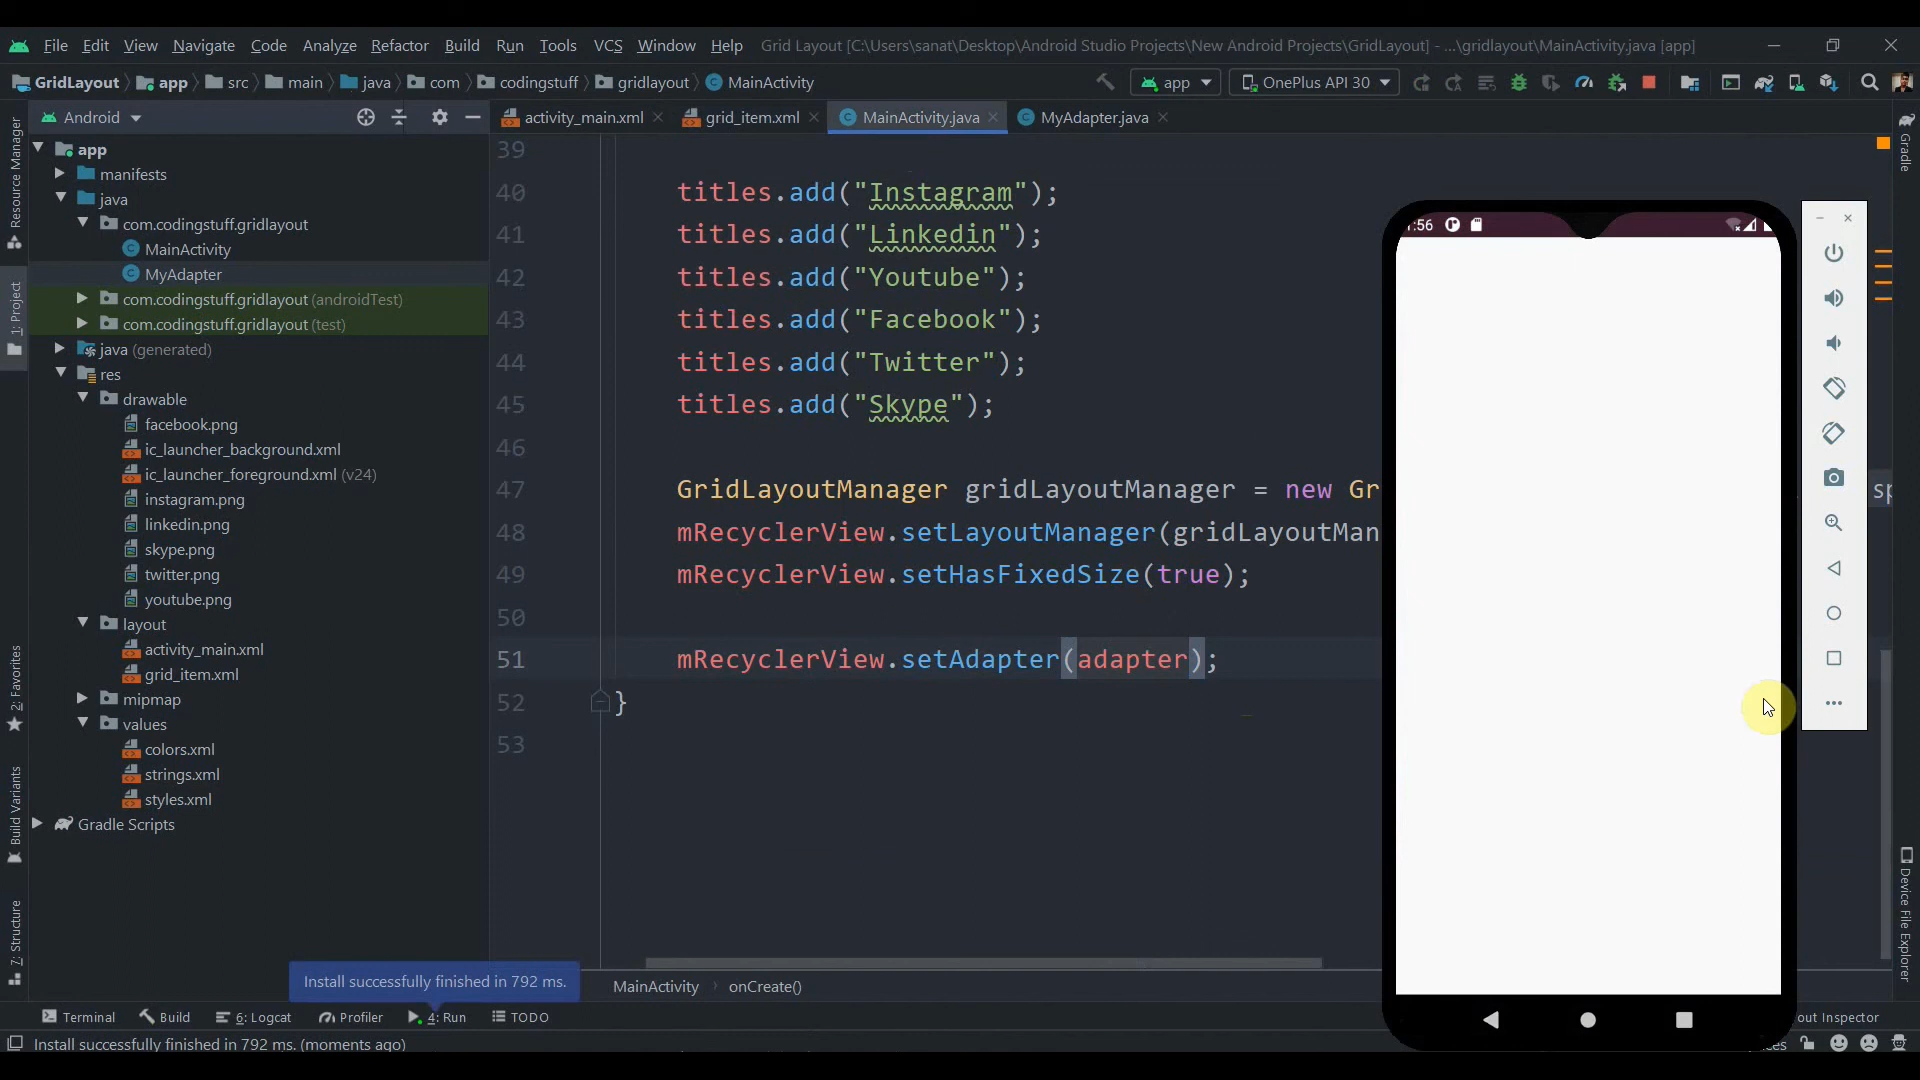 File Edit View Navigate Code Analyze Refactor Build Run Tools VCS Window Help Grid Layout [C:\Users\sanat\Desktop\Android Studio Projects\New Android Projects\GridLayout] - ...\gridlayout\MainActivity.java [app]
GridLayout app src main java com codingstuff gridlayout MainActivity app OnePlus API 30
Android activity_main.xml grid_item.xml MainActivity.java MyAdapter.java
Resource Manager
1: Project
2: Favorites
Build Variants
7: Structure
app
manifests
java
com.codingstuff.gridlayout
MainActivity
MyAdapter
com.codingstuff.gridlayout (androidTest)
com.codingstuff.gridlayout (test)
java (generated)
res
drawable
facebook.png
ic_launcher_background.xml
ic_launcher_foreground.xml (v24)
instagram.png
linkedin.png
skype.png
twitter.png
youtube.png
layout
activity_main.xml
grid_item.xml
mipmap
values
colors.xml
strings.xml
styles.xml
Gradle Scripts
39
40 titles.add("Instagram");
41 titles.add("Linkedin");
42 titles.add("Youtube");
43 titles.add("Facebook");
44 titles.add("Twitter");
45 titles.add("Skype");
46
47 GridLayoutManager gridLayoutManager = new Gr sp
48 mRecyclerView.setLayoutManager(gridLayoutMan
49 mRecyclerView.setHasFixedSize(true);
50
51 mRecyclerView.setAdapter(adapter);
52 }
53
:56
Gradle
Device File Explorer
Install successfully finished in 792 ms.
MainActivity › onCreate()
Terminal Build 6: Logcat Profiler 4: Run TODO out Inspector
Install successfully finished in 792 ms. (moments ago)